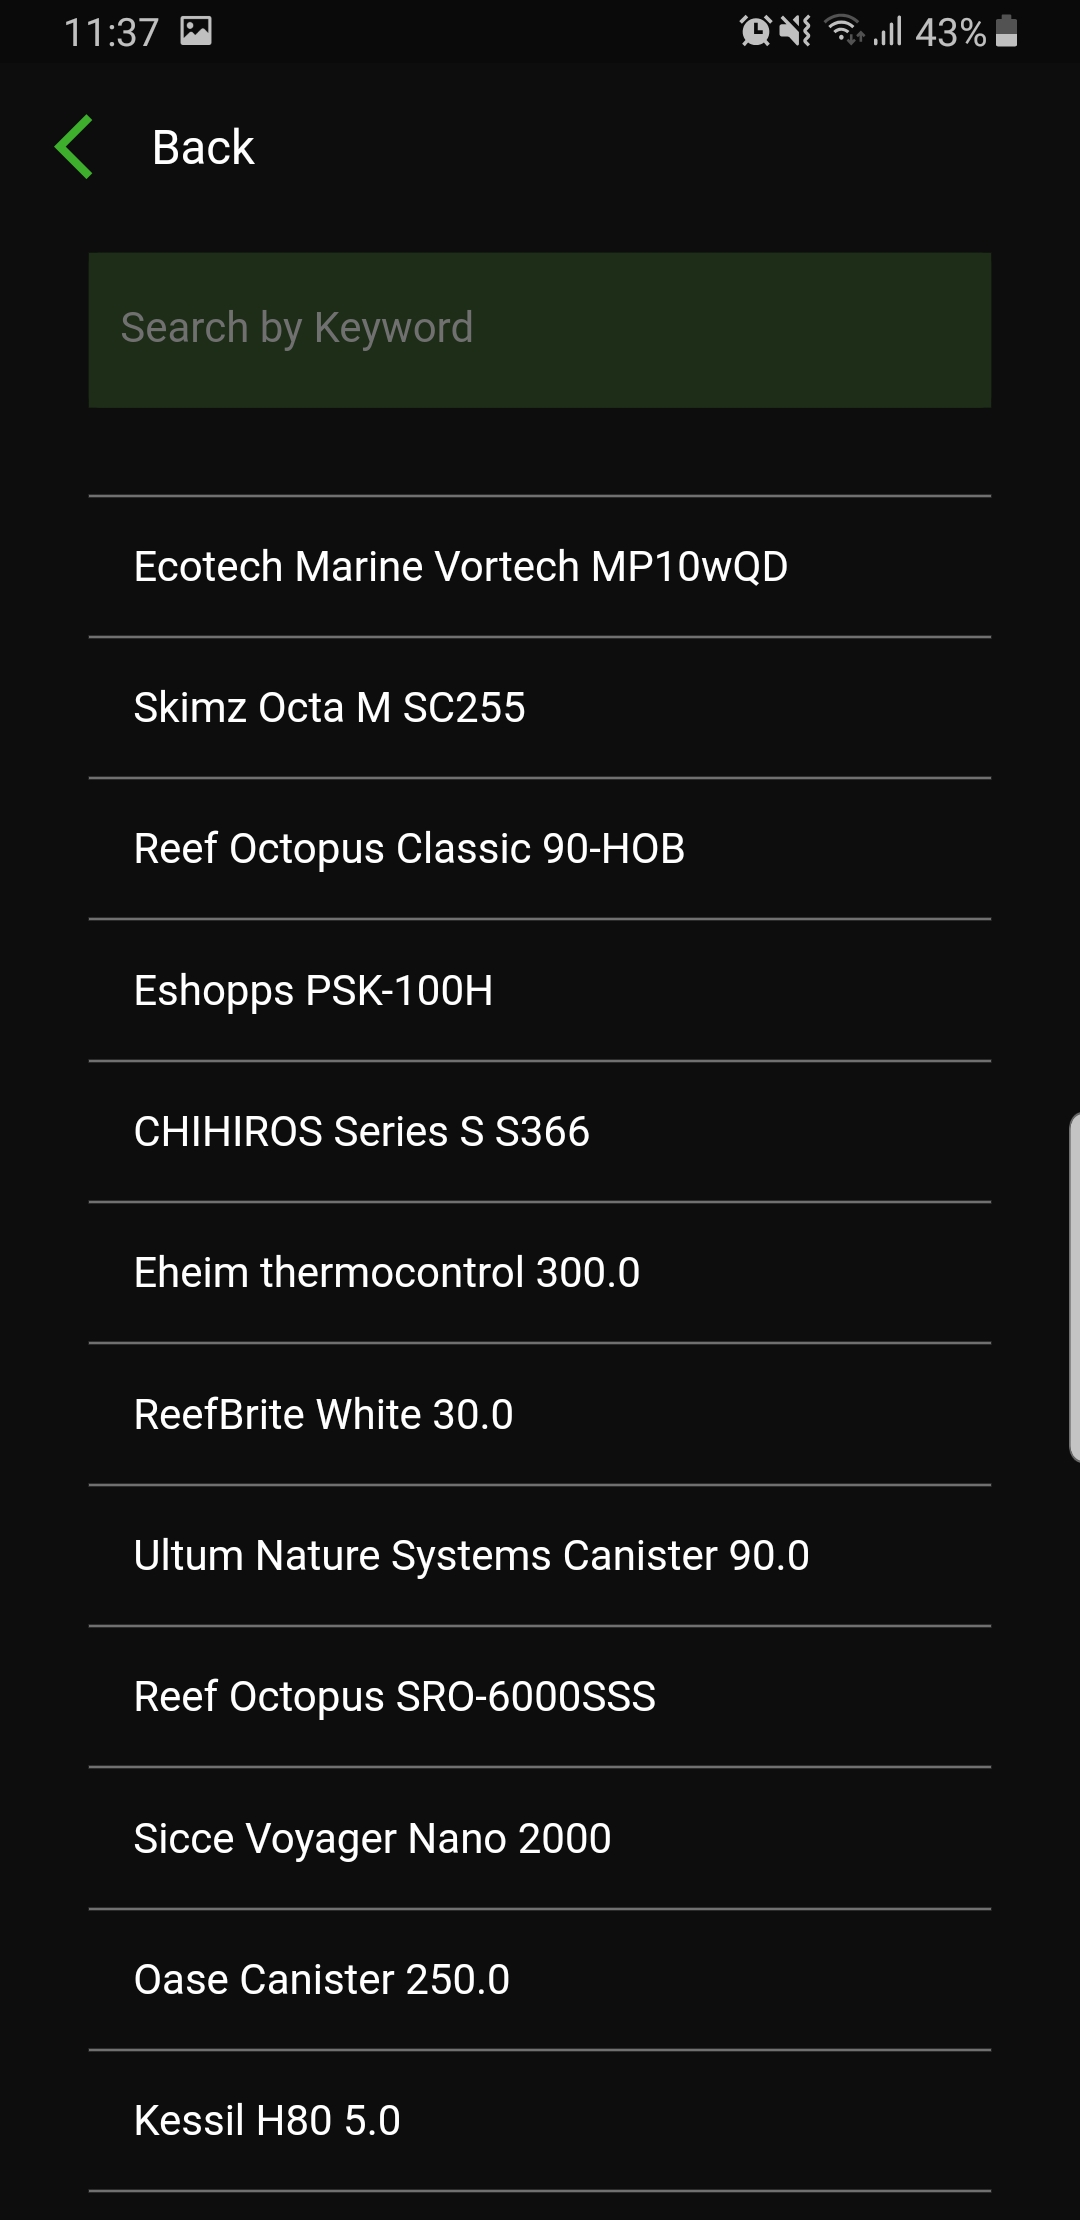 11:37
43%
Back
Search by Keyword
Ecotech Marine Vortech MP10wQD
Skimz Octa M SC255
Reef Octopus Classic 90-HOB
Eshopps PSK-100H
CHIHIROS Series S S366
Eheim thermocontrol 300.0
ReefBrite White 30.0
Ultum Nature Systems Canister 90.0
Reef Octopus SRO-6000SSS
Sicce Voyager Nano 2000
Oase Canister 250.0
Kessil H80 5.0